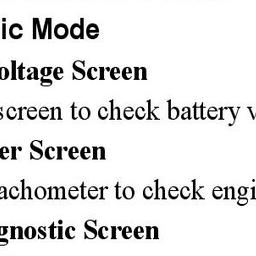 ic Mode
oltage Screen
screen to check battery v
er Screen
achometer to check engi
gnostic Screen